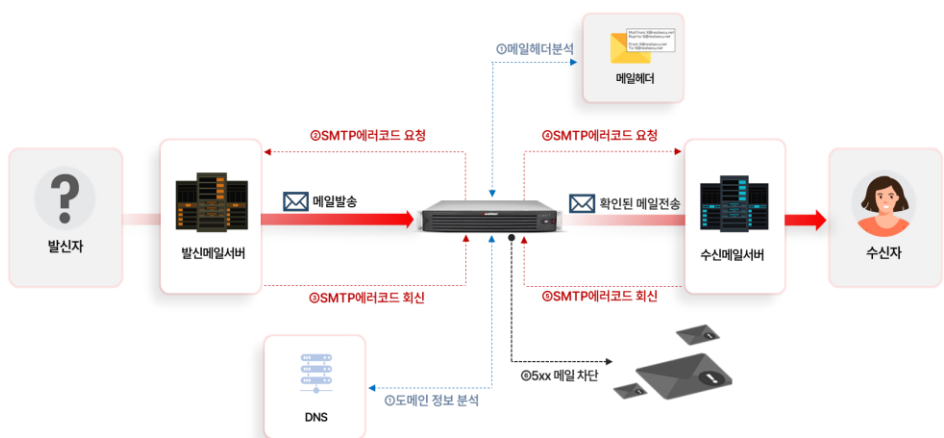 ①메일헤더분석
메일헤더
②SMTP에러코드 요청
④SMTP에러코드 요청
발신자
발신메일서버
메일발송
확인된 메일전송
수신메일서버
수신자
③SMTP에러코드 회신
⑤SMTP에러코드 회신
⑥5xx 메일 차단
①도메인 정보 분석
DNS